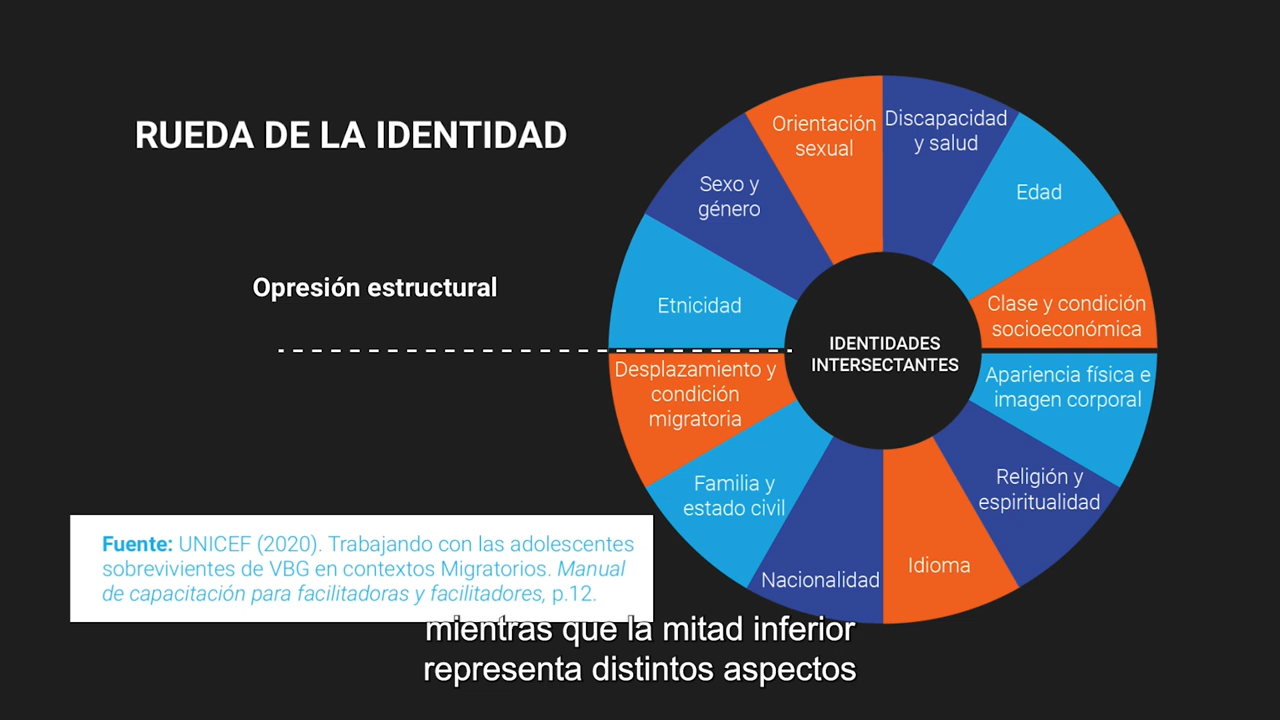 RUEDA DE LA IDENTIDAD
Opresión estructural
Orientación
sexual
Discapacidad
y salud
Sexo y
género
Edad
Etnicidad
Clase y condición
socioeconómica
IDENTIDADES
INTERSECTANTES
Desplazamiento y
condición
migratoria
Apariencia física e
imagen corporal
Familia y
estado civil
Religión y
espiritualidad
Nacionalidad
Idioma
Fuente: UNICEF (2020). Trabajando con las adolescentes
sobrevivientes de VBG en contextos Migratorios. Manual
de capacitación para facilitadoras y facilitadores, p.12.
mientras que la mitad inferior
representa distintos aspectos